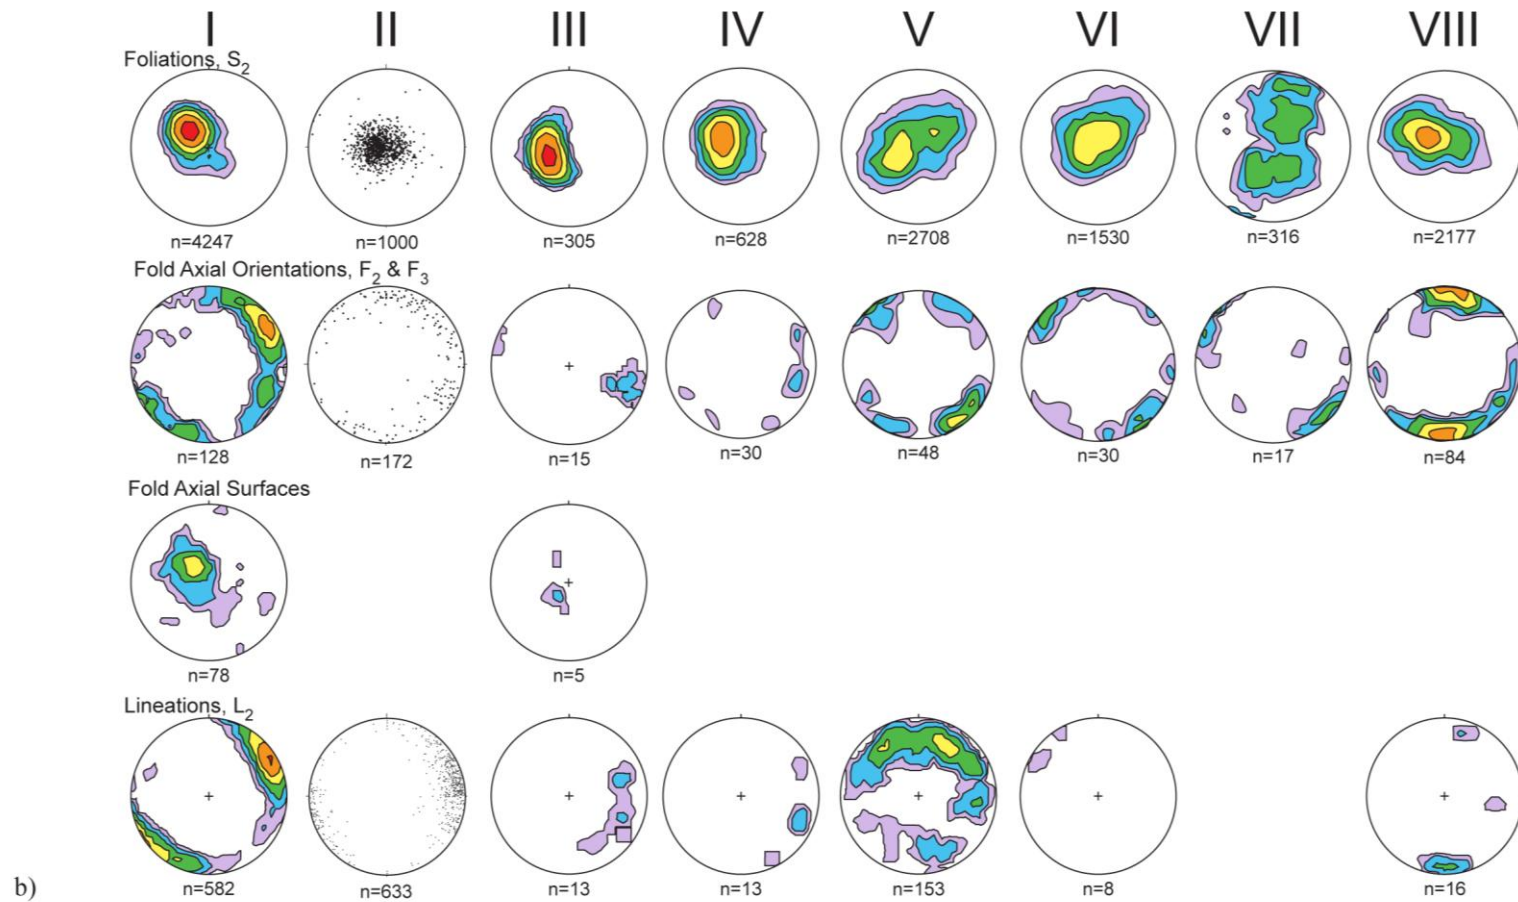 I II III IV V VI VII VIII
Foliations, S2
n=4247 n=1000 n=305 n=628 n=2708 n=1530 n=316 n=2177
Fold Axial Orientations, F2 & F3
n=128 n=172 n=15 n=30 n=48 n=30 n=17 n=84
Fold Axial Surfaces
n=78 n=5
Lineations, L2
n=582 n=633 n=13 n=13 n=153 n=8 n=16
b)